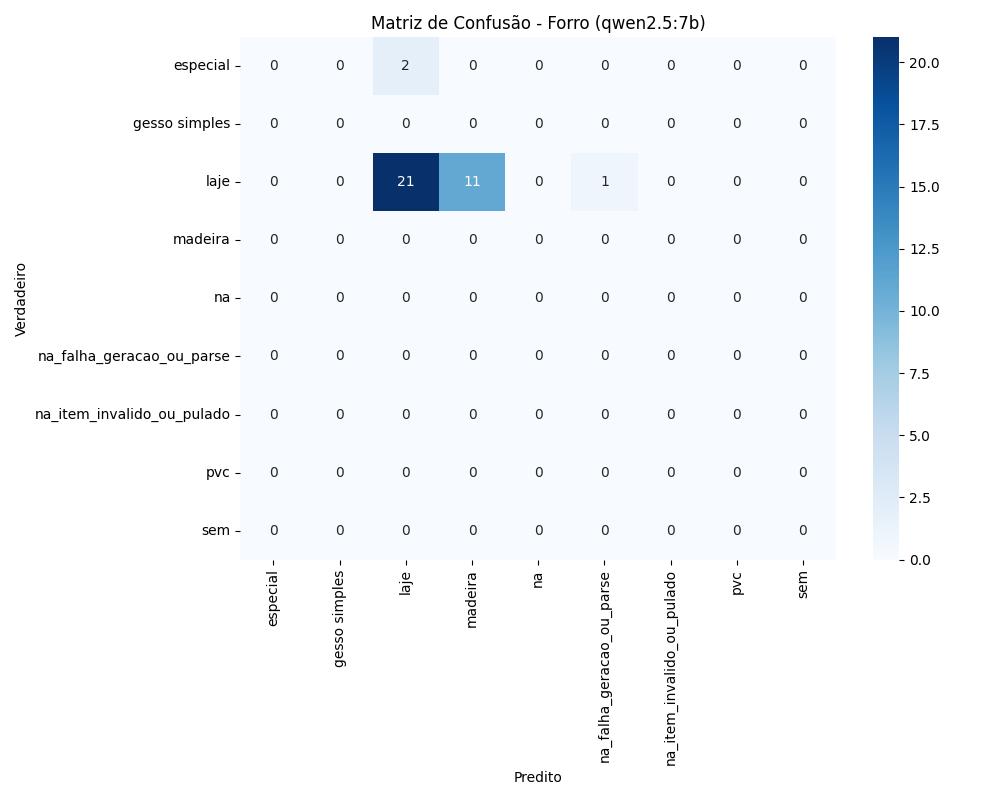 Matriz de Confusão - Forro (qwen2.5:7b)
especial 0 0 2 0 0 0 0 0 0
gesso simples 0 0 0 0 0 0 0 0 0
laje 0 0 21 11 0 1 0 0 0
madeira 0 0 0 0 0 0 0 0 0
na 0 0 0 0 0 0 0 0 0
na_falha_geracao_ou_parse 0 0 0 0 0 0 0 0 0
na_item_invalido_ou_pulado 0 0 0 0 0 0 0 0 0
pvc 0 0 0 0 0 0 0 0 0
sem 0 0 0 0 0 0 0 0 0
Verdadeiro
especial
gesso simples
laje
madeira
na
na_falha_geracao_ou_parse
na_item_invalido_ou_pulado
pvc
sem
Predito
20.0
17.5
15.0
12.5
10.0
7.5
5.0
2.5
0.0